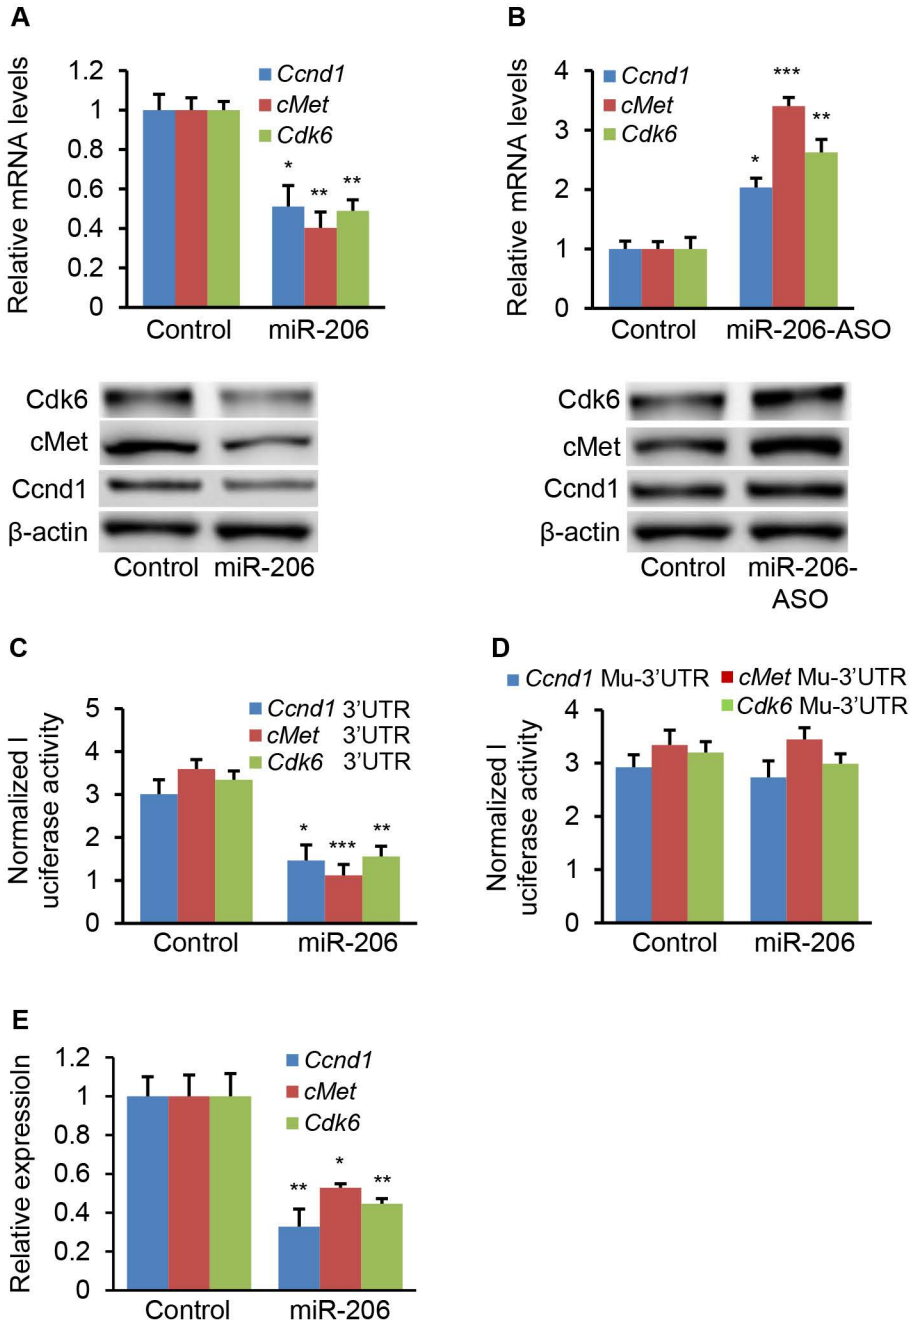 A
Relative mRNA levels
1.2
1
0.8
0.6
0.4
0.2
0
Ccnd1
cMet
Cdk6
*
**
**
Control
miR-206
Cdk6
cMet
Ccnd1
β-actin
Control miR-206
B
Relative mRNA levels
4
3
2
1
0
Ccnd1
cMet
Cdk6
*
***
**
Control
miR-206-ASO
Cdk6
cMet
Ccnd1
β-actin
Control miR-206-
ASO
C
Normalized l
uciferase activity
5
4
3
2
1
0
Ccnd1 3’UTR
cMet 3’UTR
Cdk6 3’UTR
*
***
**
Control
miR-206
D
Normalized l
uciferase activity
4
3
2
1
0
Ccnd1 Mu-3’UTR
cMet Mu-3’UTR
Cdk6 Mu-3’UTR
Control
miR-206
E
Relative expressioln
1.2
1
0.8
0.6
0.4
0.2
0
Ccnd1
cMet
Cdk6
**
*
**
Control
miR-206